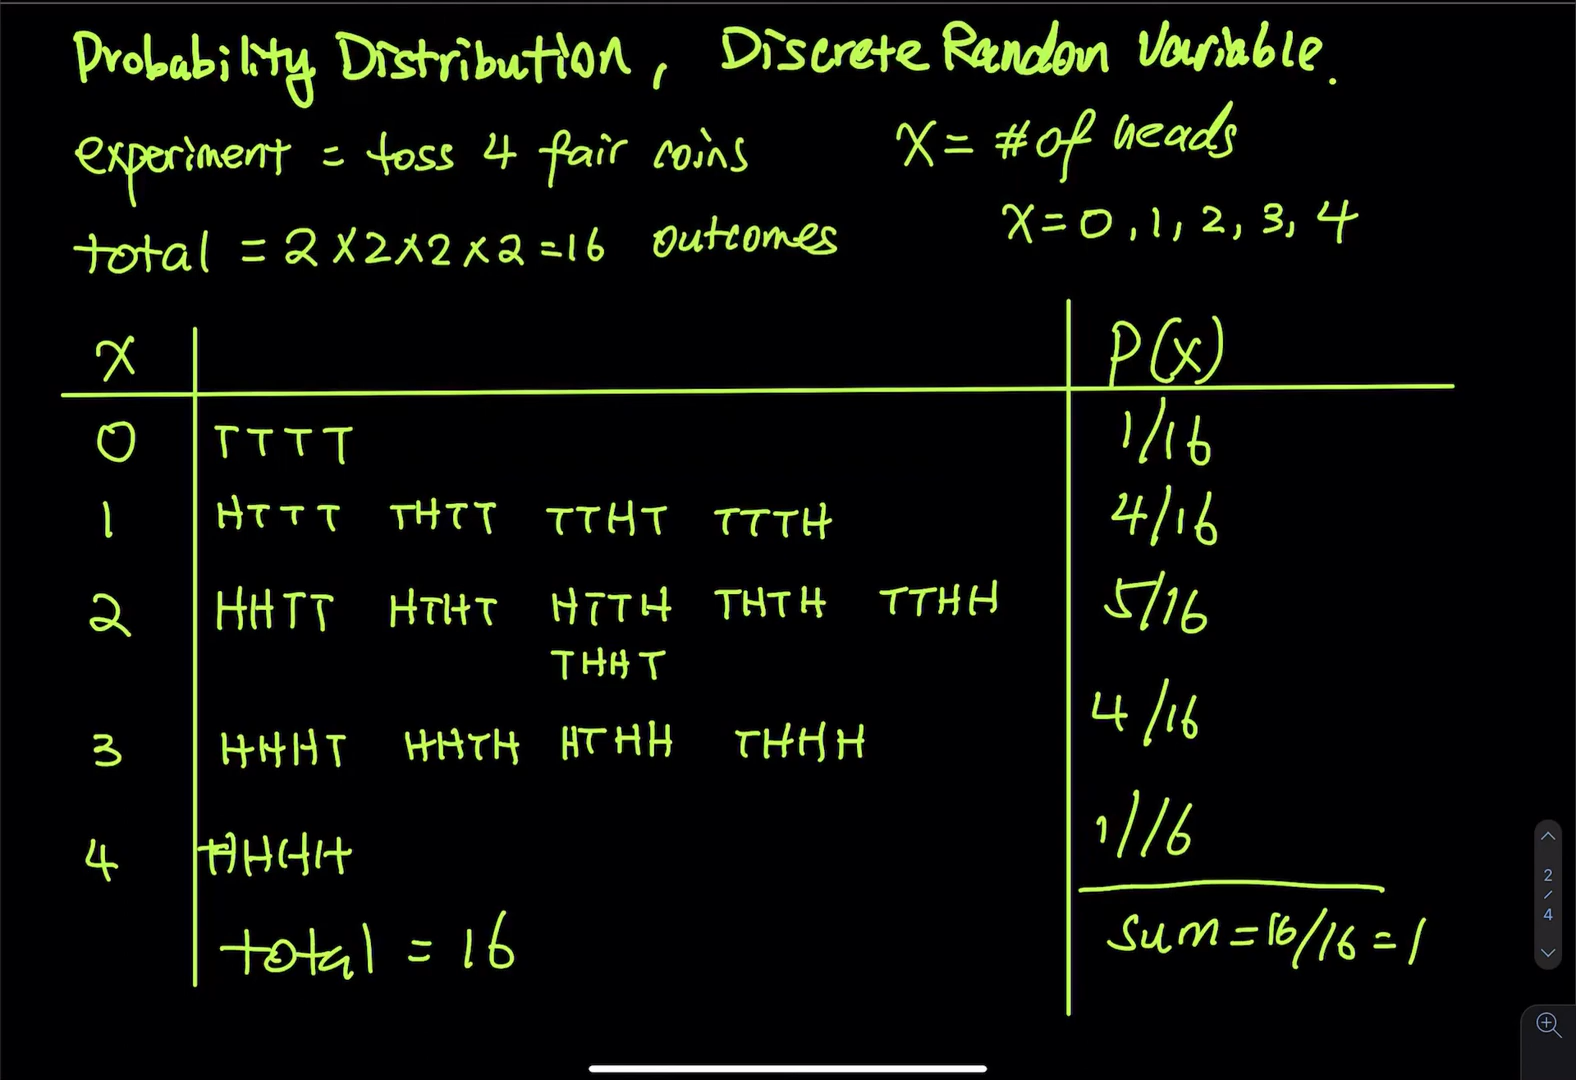 Probability Distribution, Discrete Random Variable.
experiment = toss 4 fair coins
X = # of heads
total = 2 X 2 X 2 X 2 = 16 outcomes
X = 0, 1, 2, 3, 4
X P(x)
0 TTTT 1/16
1 HTTT THTT TTHT TTTH 4/16
2 HHTT HTHT HTTH THTH TTHH 5/16
THHT
3 HHHT HHTH HTHH THHH 4/16
4 HHHH 1/16
total = 16
sum = 16/16 = 1
2
/
4